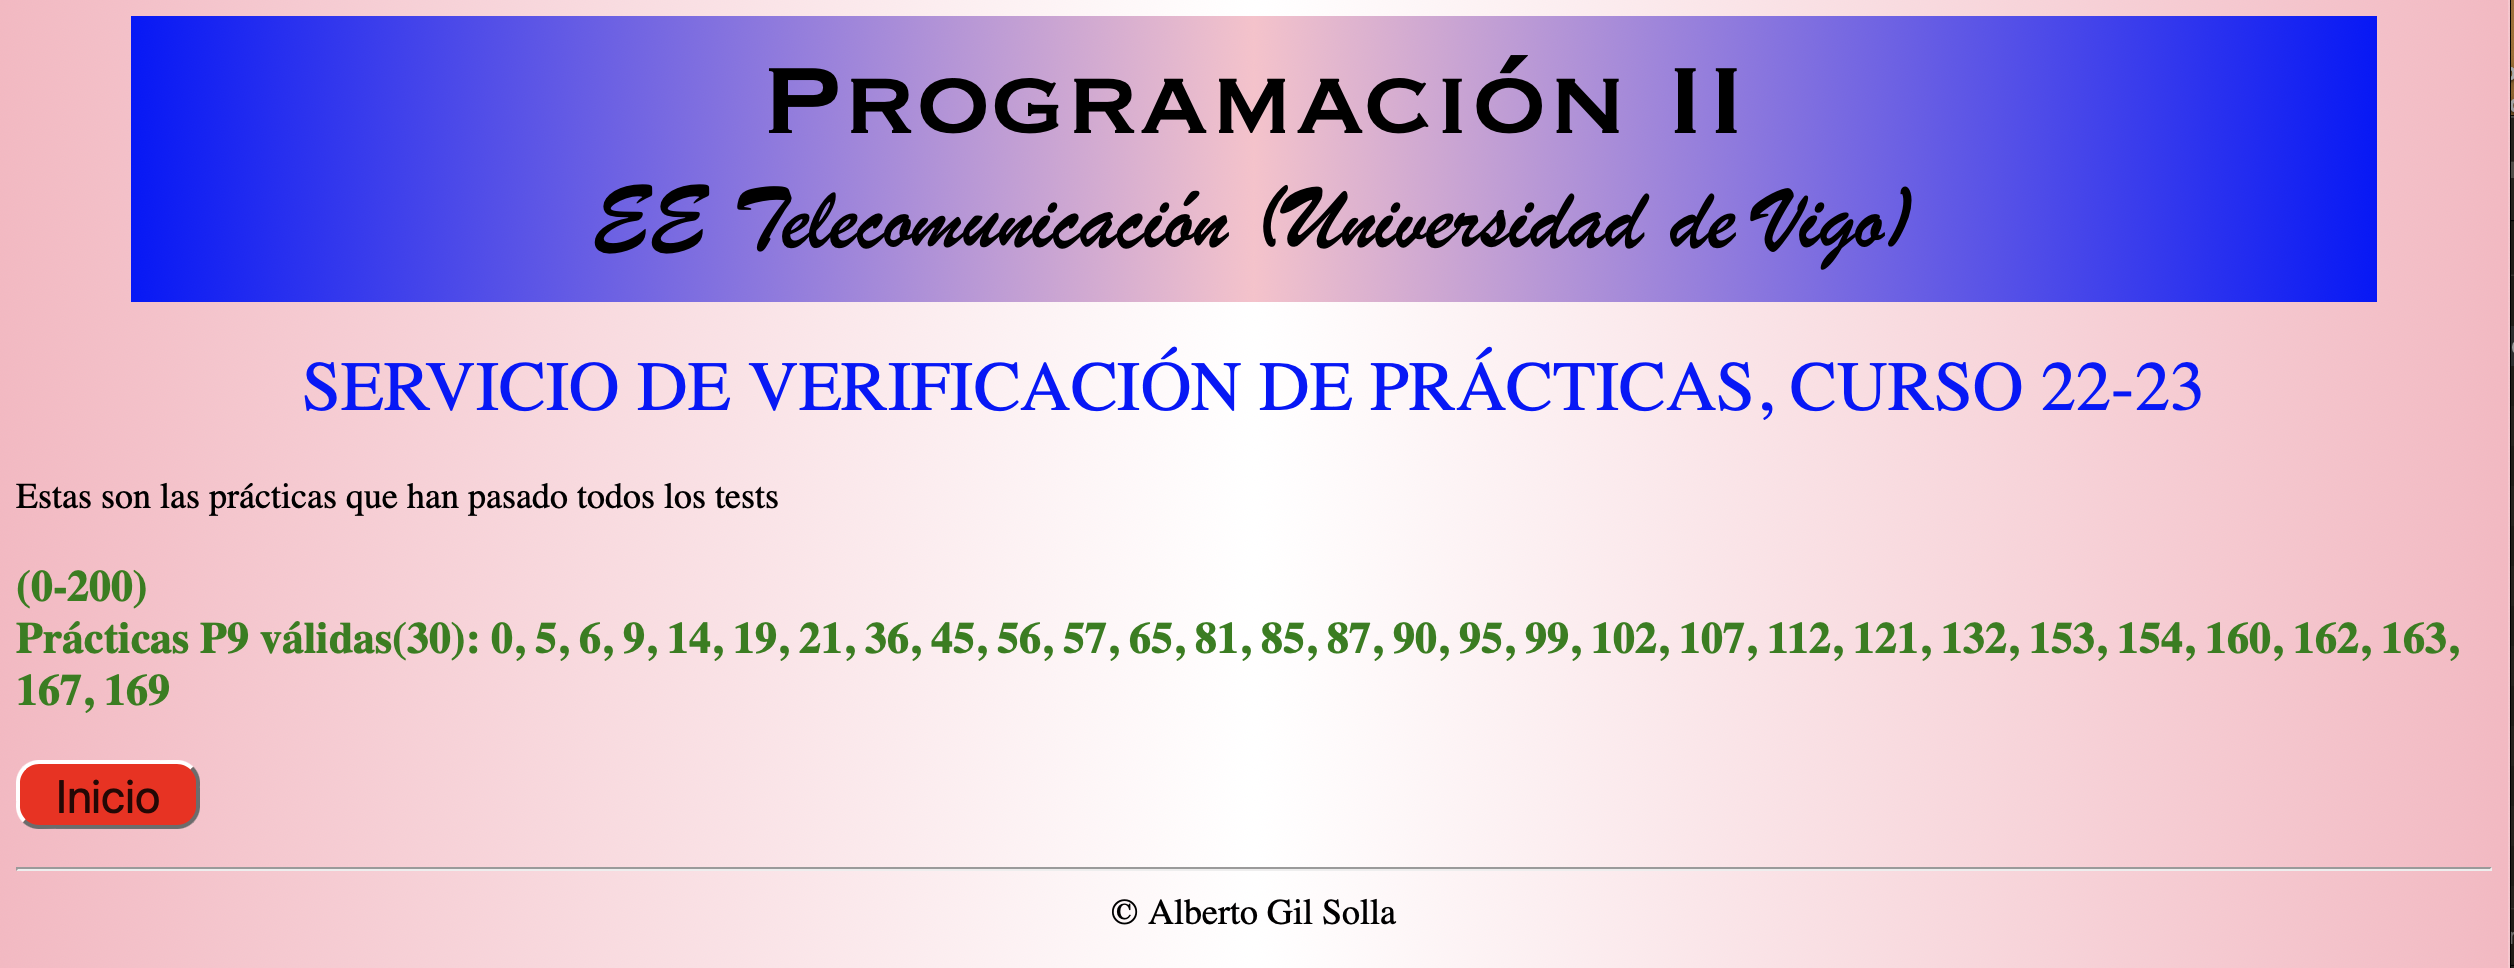 Programación II
EE Telecomunicación (Universidad de Vigo)
SERVICIO DE VERIFICACIÓN DE PRÁCTICAS, CURSO 22-23
Estas son las prácticas que han pasado todos los tests
(0-200)
Prácticas P9 válidas(30): 0, 5, 6, 9, 14, 19, 21, 36, 45, 56, 57, 65, 81, 85, 87, 90, 95, 99, 102, 107, 112, 121, 132, 153, 154, 160, 162, 163,
167, 169
Inicio
© Alberto Gil Solla